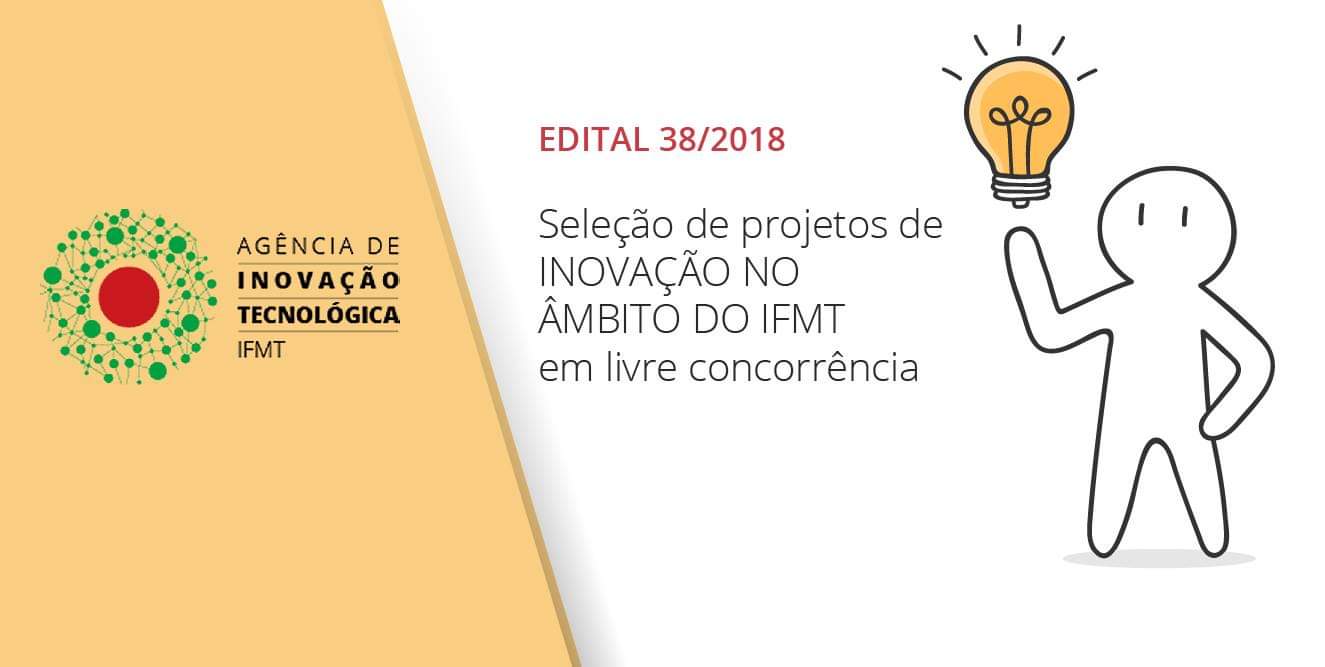 AGÊNCIA DE
INOVAÇÃO
TECNOLÓGICA
IFMT
EDITAL 38/2018
Seleção de projetos de
INOVAÇÃO NO
ÂMBITO DO IFMT
em livre concorrência